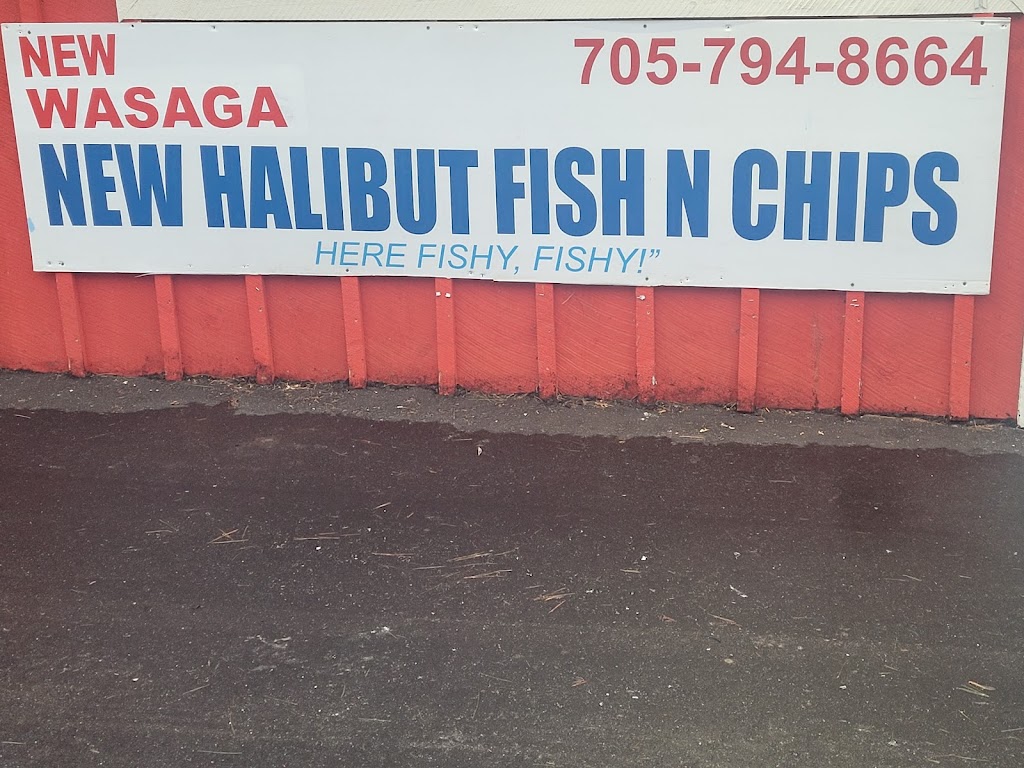 NEW
WASAGA
705-794-8664
NEW HALIBUT FISH N CHIPS
HERE FISHY, FISHY!”